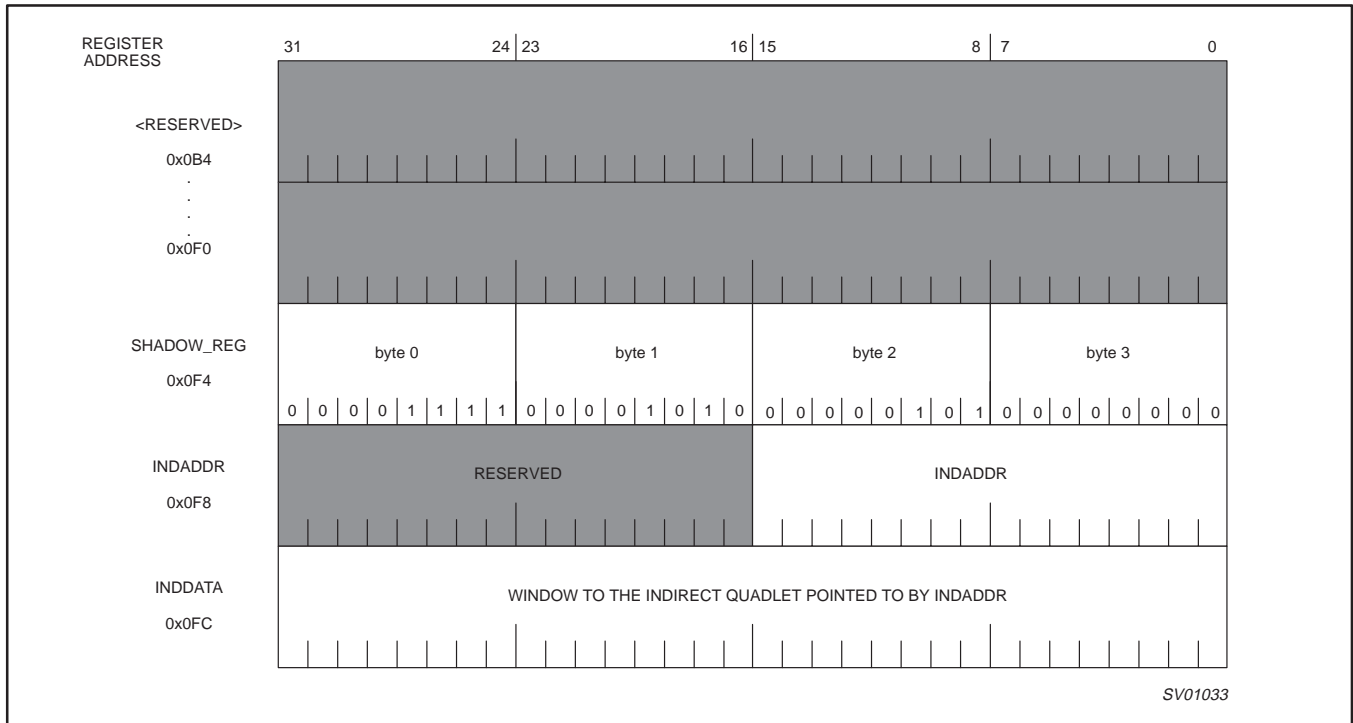 REGISTER ADDRESS 31 24 23 16 15 8 7 0
<RESERVED>
0x0B4
.
.
.
.
0x0F0
SHADOW_REG byte 0 byte 1 byte 2 byte 3
0x0F4
0 0 0 0 1 1 1 1 0 0 0 0 1 0 1 0 0 0 0 0 0 1 0 1 0 0 0 0 0 0 0 0
INDADDR RESERVED INDADDR
0x0F8
INDDATA WINDOW TO THE INDIRECT QUADLET POINTED TO BY INDADDR
0x0FC
SV01033